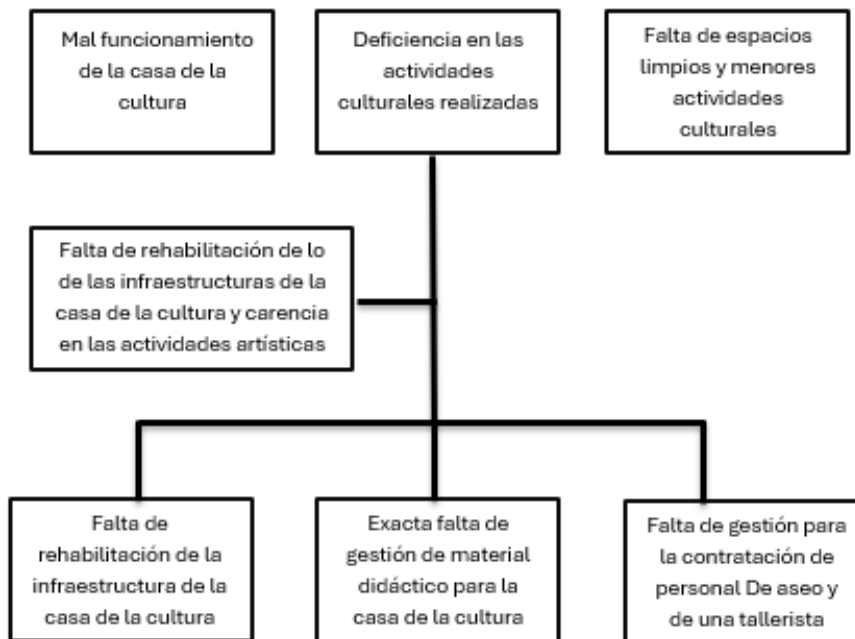 Mal funcionamiento
de la casa de la
cultura
Deficiencia en las
actividades
culturales realizadas
Falta de espacios
limpios y menores
actividades
culturales
Falta de rehabilitación de lo
de las infraestructuras de la
casa de la cultura y carencia
en las actividades artísticas
Falta de
rehabilitación de la
infraestructura de la
casa de la cultura
Exacta falta de
gestión de material
didáctico para la
casa de la cultura
Falta de gestión para
la contratación de
personal De aseo y
de una tallerista